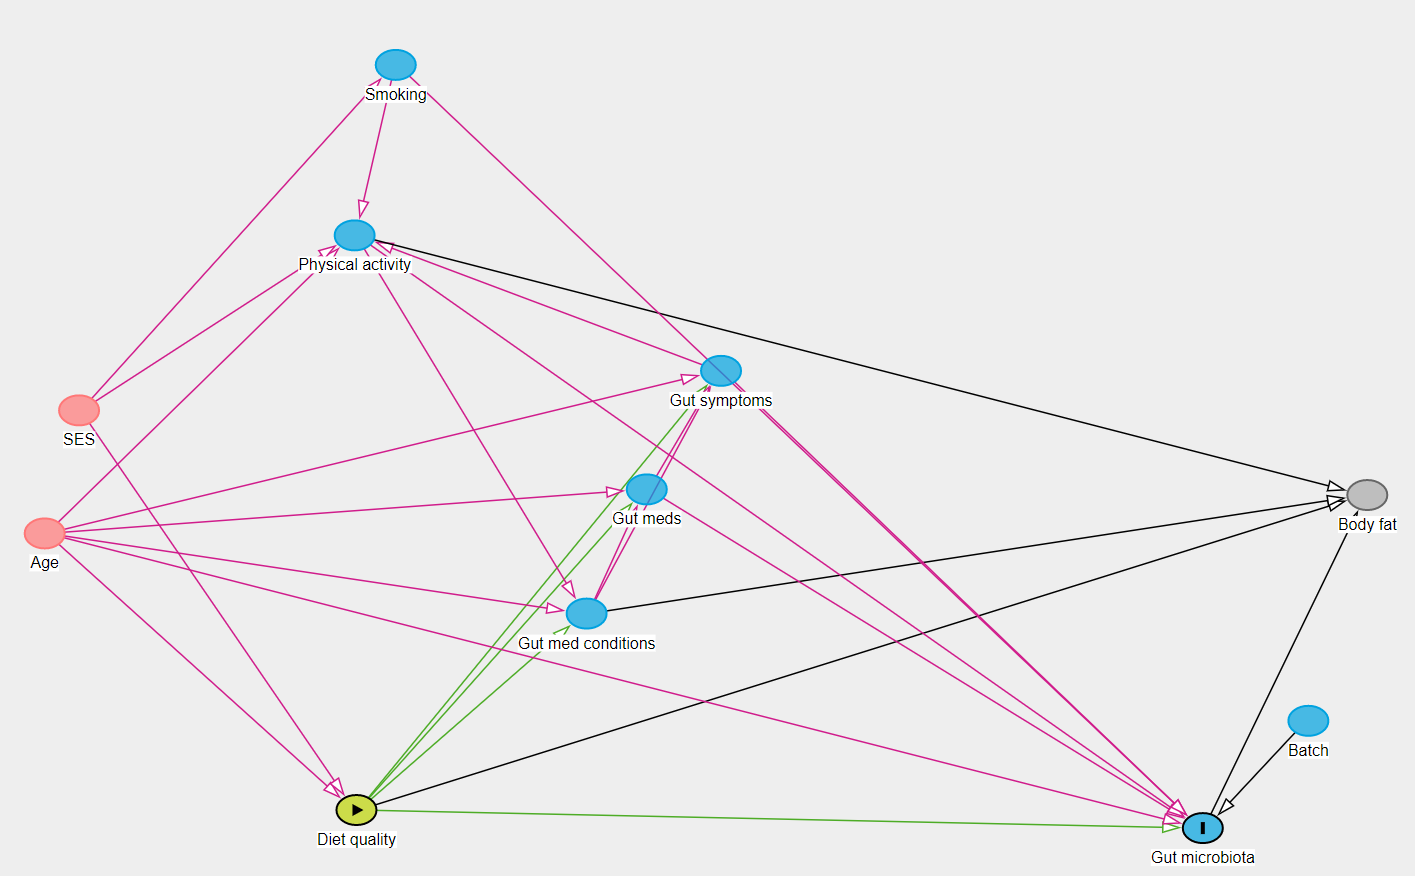 Smoking
Physical activity
Gut symptoms
SES
Gut meds
Body fat
Age
Gut med conditions
Batch
Diet quality
Gut microbiota